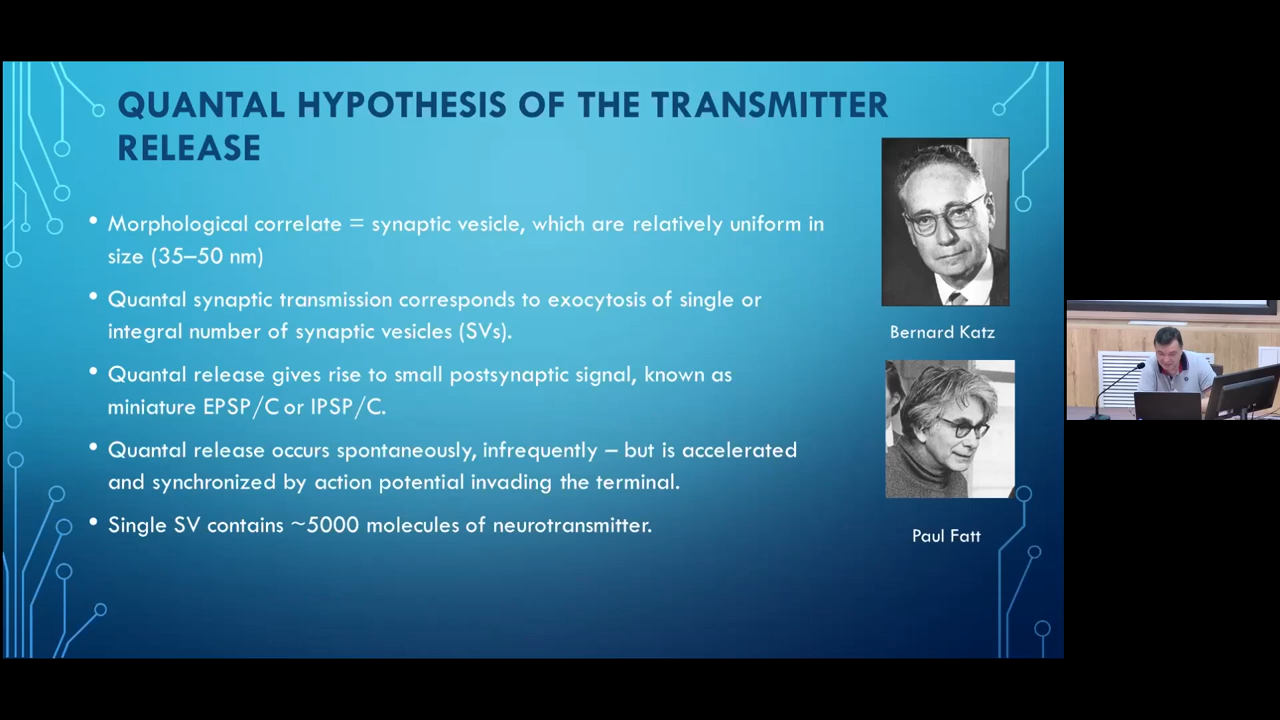 QUANTAL HYPOTHESIS OF THE TRANSMITTER
RELEASE
• Morphological correlate = synaptic vesicle, which are relatively uniform in
size (35–50 nm)
• Quantal synaptic transmission corresponds to exocytosis of single or
integral number of synaptic vesicles (SVs).
• Quantal release gives rise to small postsynaptic signal, known as
miniature EPSP/C or IPSP/C.
• Quantal release occurs spontaneously, infrequently – but is accelerated
and synchronized by action potential invading the terminal.
• Single SV contains ~5000 molecules of neurotransmitter.
Bernard Katz
Paul Fatt